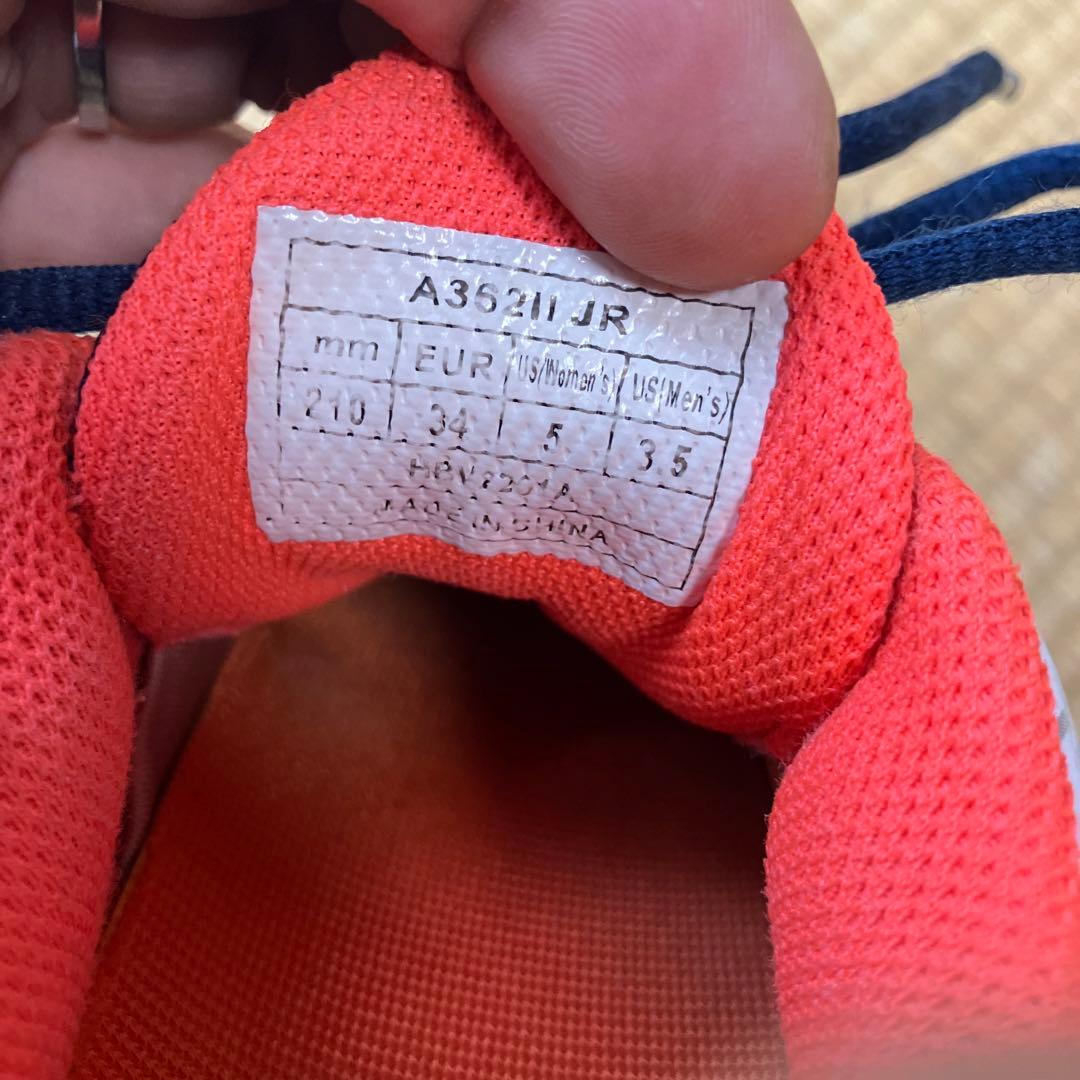 A362II JR
mm EUR US(Women's) US(Men's)
210 34 5 3.5
MADE IN CHINA